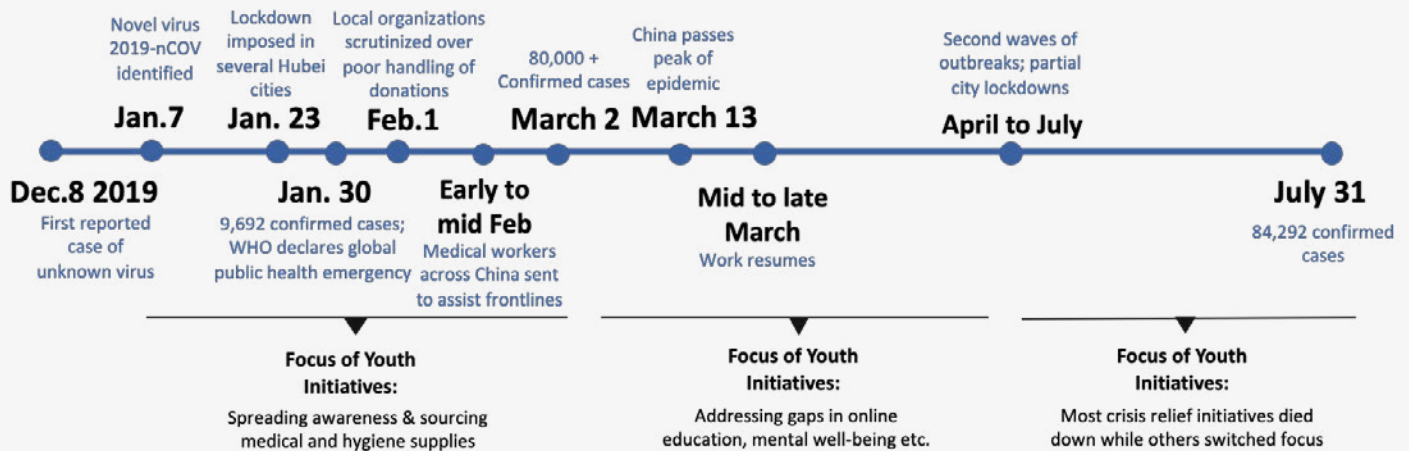 Novel virus
2019-nCOV
identified
Jan.7
Lockdown
imposed in
several Hubei
cities
Jan. 23
Local organizations
scrutinized over
poor handling of
donations
Feb.1
80,000 +
Confirmed cases
March 2
China passes
peak of
epidemic
March 13
Second waves of
outbreaks; partial
city lockdowns
April to July
Dec.8 2019
First reported
case of
unknown virus
Jan. 30
9,692 confirmed cases;
WHO declares global
public health emergency
Early to
mid Feb
Medical workers
across China sent
to assist frontlines
Mid to late
March
Work resumes
July 31
84,292 confirmed
cases
Focus of Youth
Initiatives:
Spreading awareness & sourcing
medical and hygiene supplies
Focus of Youth
Initiatives:
Addressing gaps in online
education, mental well-being etc.
Focus of Youth
Initiatives:
Most crisis relief initiatives died
down while others switched focus